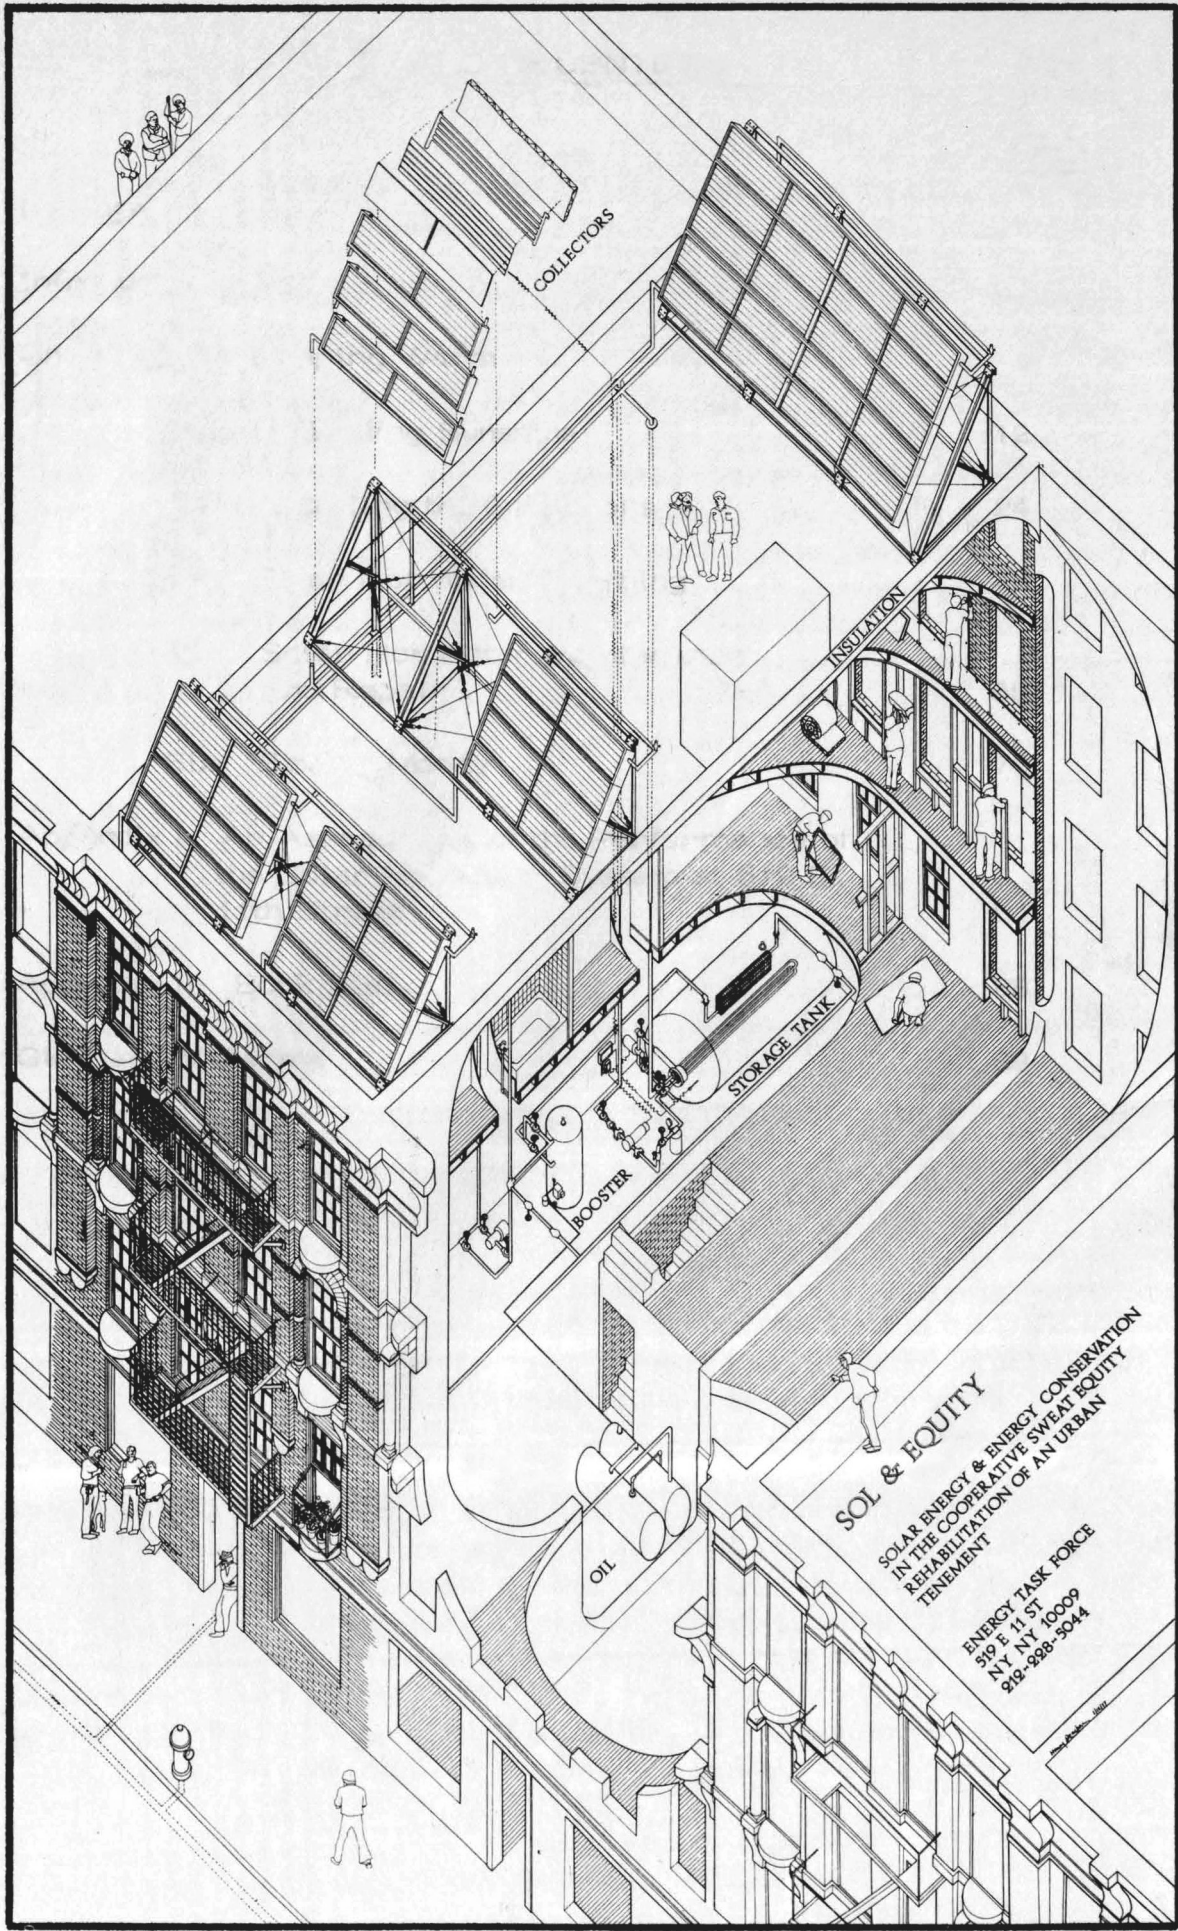 COLLECTORS
INSULATION
STORAGE TANK
BOOSTER
OIL
SOL & EQUITY
SOLAR ENERGY & ENERGY CONSERVATION
IN THE COOPERATIVE SWEAT EQUITY
REHABILITATION OF AN URBAN
TENEMENT
ENERGY TASK FORCE
519 E 11 ST
NY NY 10009
212-228-5044